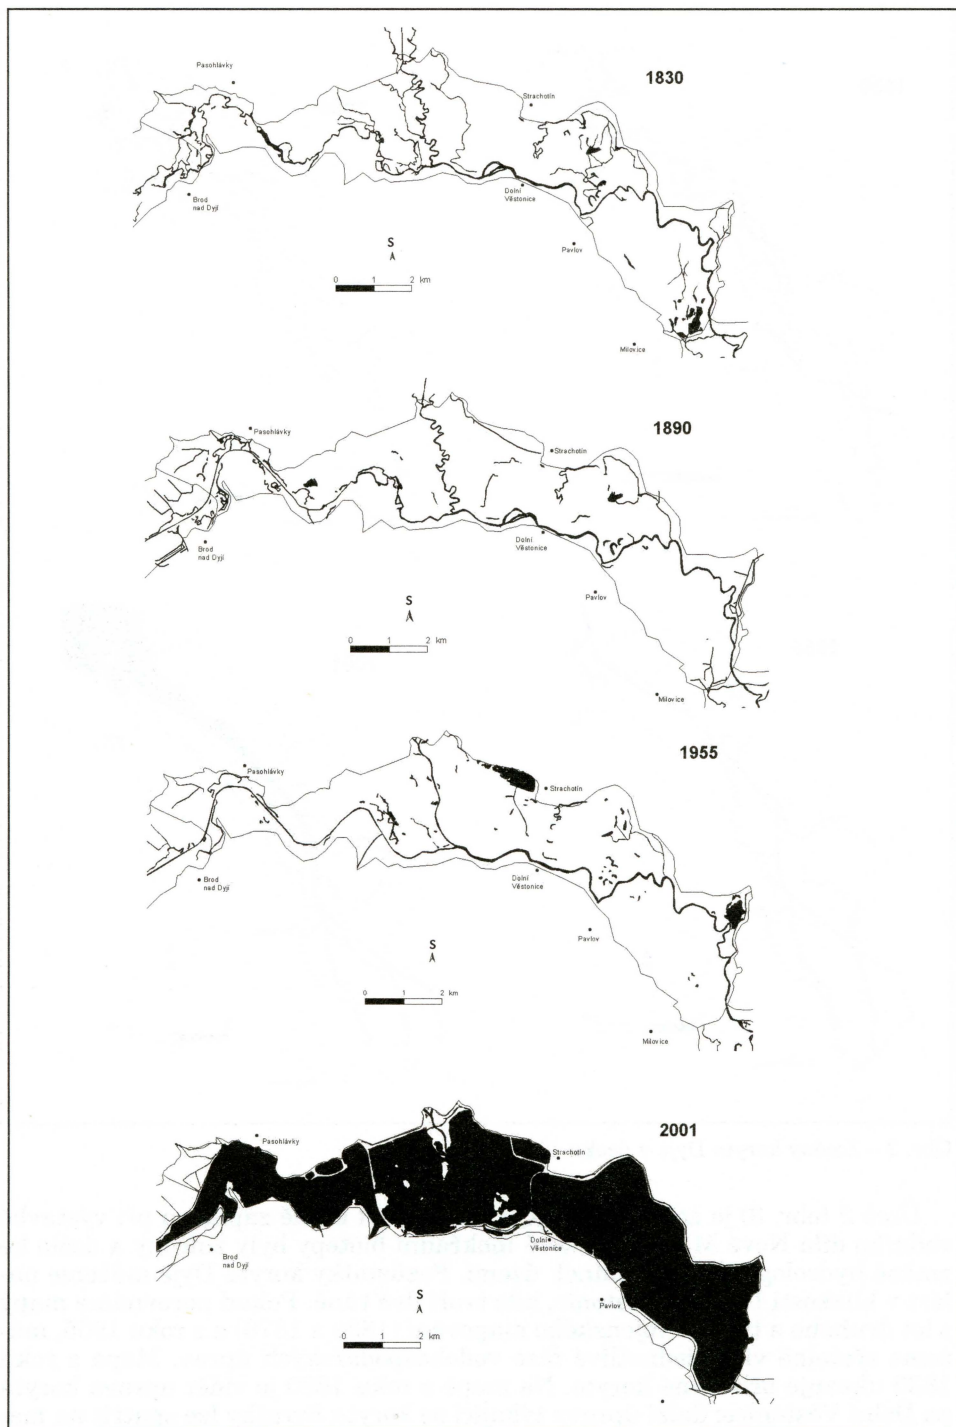 1830
Pasohlávky
Strachotín
Brod
nad Dyjí
Dolní
Věstonice
Pavlov
S
0 1 2 km
Milovice
1890
Pasohlávky
Strachotín
Brod
nad Dyjí
Dolní
Věstonice
Pavlov
S
0 1 2 km
Milovice
1955
Pasohlávky
Strachotín
Brod
nad Dyjí
Dolní
Věstonice
Pavlov
S
0 1 2 km
Milovice
2001
Pasohlávky
Strachotín
Brod
nad Dyjí
Dolní
Věstonice
Pavlov
S
0 1 2 km